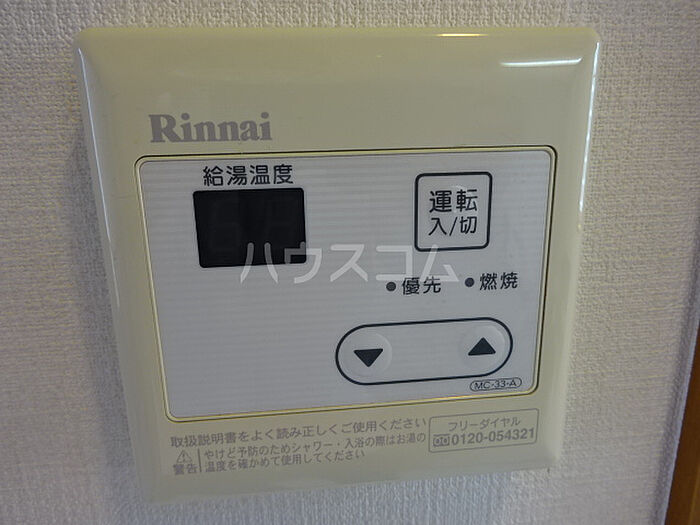 Rinnai
給湯温度
運転
入/切
ハウスコム
優先 燃焼
MC-33-A
取扱説明書をよく読み正しくご使用ください
警告 やけど予防のためシャワー・入浴の際はお湯の
温度を確かめて使用してください
フリーダイヤル
0120-054321